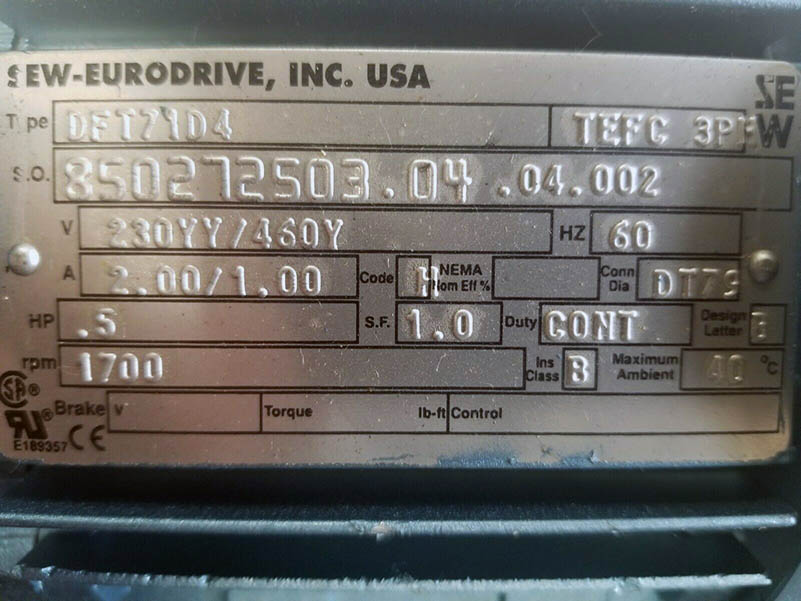 SEW-EURODRIVE, INC. USA
SEW
Type DFT71D4 TEFC 3PH
S.O. 850272503.04.04.002
V 230YY/460Y HZ 60
A 2.00/1.00 Code H NEMA Nom Eff % Conn Dia DT79
HP .5 S.F. 1.0 Duty CONT Design Letter B
rpm 1700 Ins Class B Maximum Ambient 40 °C
Brake V Torque lb-ft Control
E189357 CE